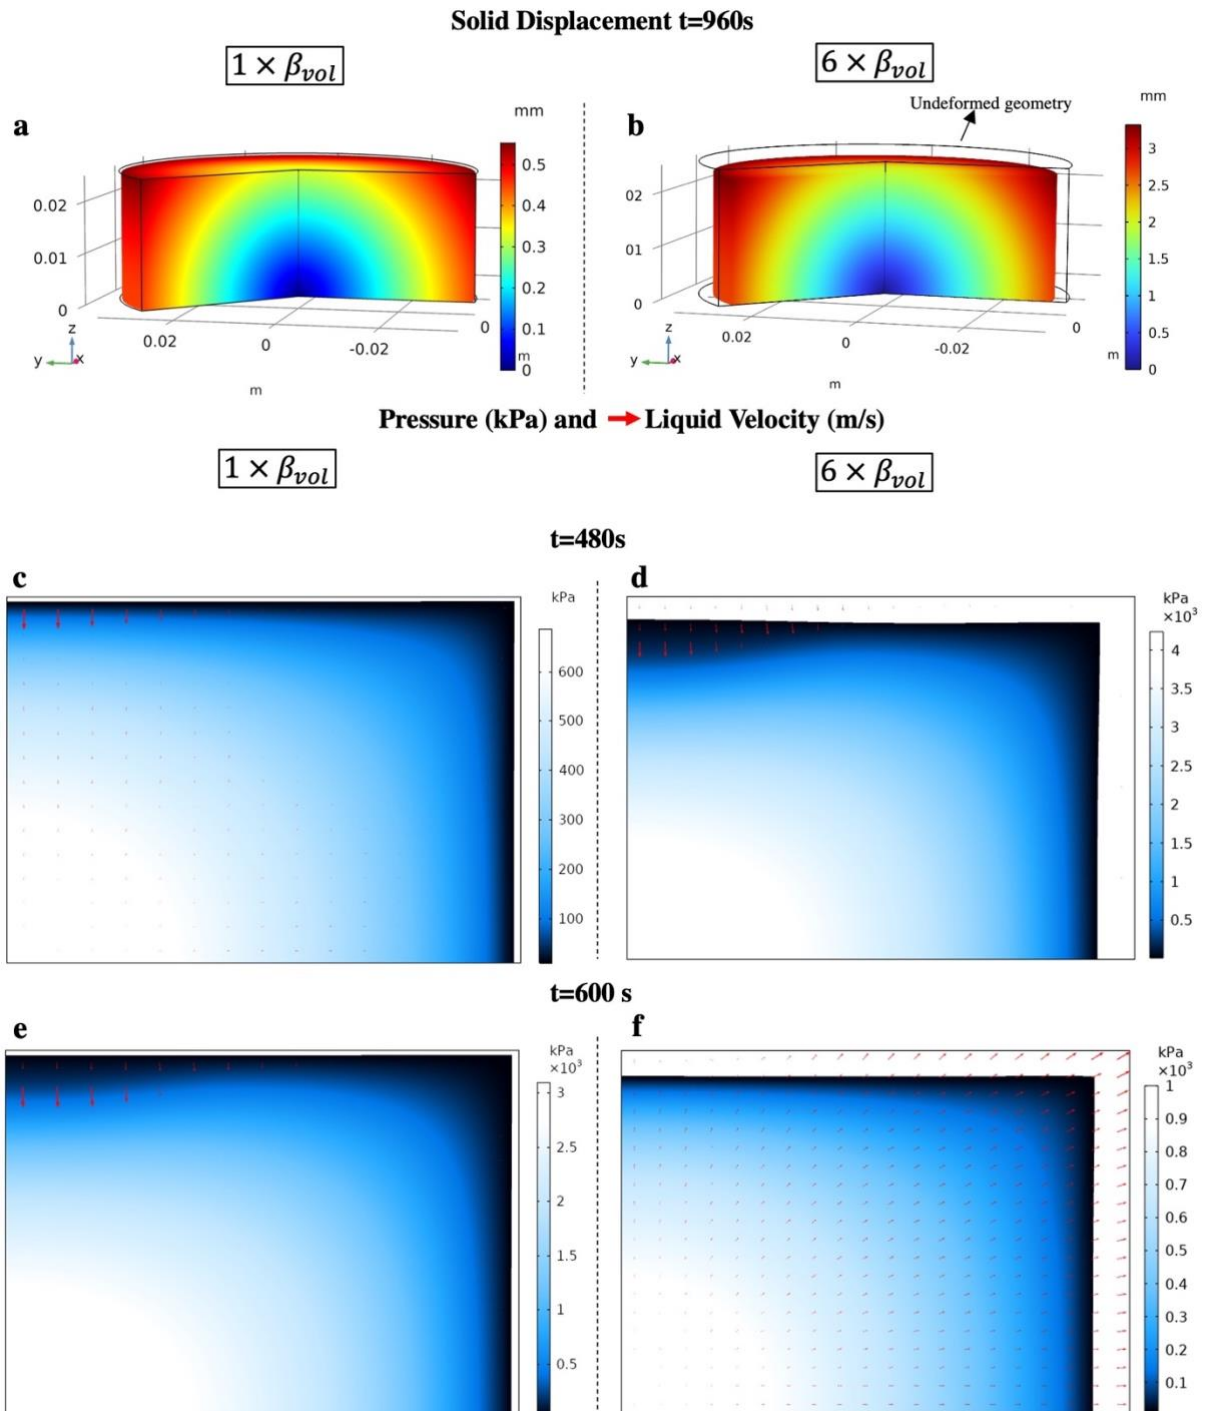 Solid Displacement t=960s
1 × β_vol
6 × β_vol
Undeformed geometry
a
mm
b
mm
0.5
0.4
0.3
0.2
0.1
0
3
2.5
2
1.5
1
0.5
0
0.02
0.01
0
02
01
0
z
y
x
0.02
0
-0.02
0
m
m
z
y
x
0.02
0
-0.02
0
m
m
Pressure (kPa) and → Liquid Velocity (m/s)
1 × β_vol
6 × β_vol
t=480s
c
kPa
600
500
400
300
200
100
d
kPa
×10³
4
3.5
3
2.5
2
1.5
1
0.5
t=600 s
e
kPa
×10³
3
2.5
2
1.5
1
0.5
f
kPa
×10³
1
0.9
0.8
0.7
0.6
0.5
0.4
0.3
0.2
0.1